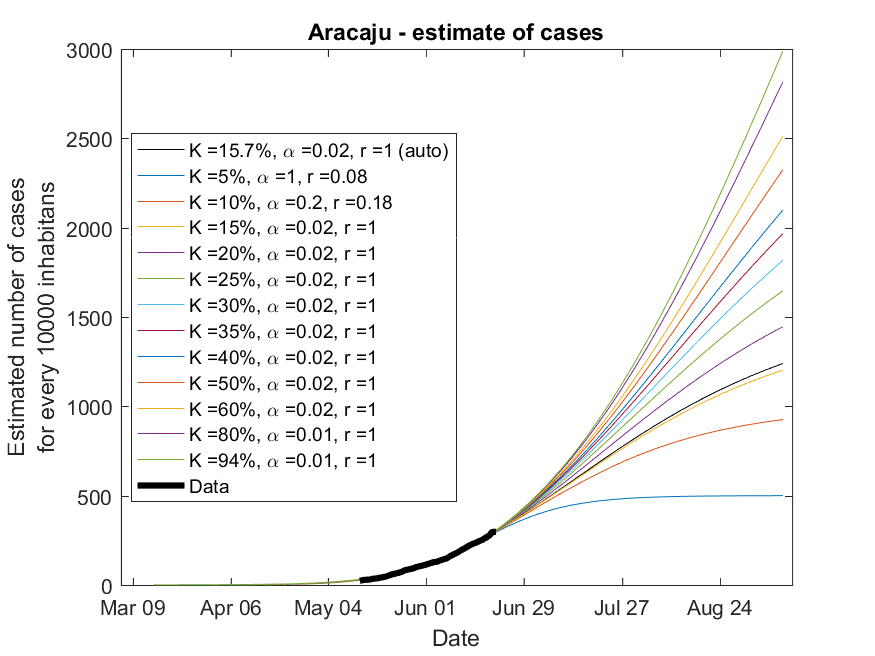 Aracaju - estimate of cases
3000
2500
2000
1500
1000
500
0
Estimated number of cases
for every 10000 inhabitans
K =15.7%, α =0.02, r =1 (auto)
K =5%, α =1, r =0.08
K =10%, α =0.2, r =0.18
K =15%, α =0.02, r =1
K =20%, α =0.02, r =1
K =25%, α =0.02, r =1
K =30%, α =0.02, r =1
K =35%, α =0.02, r =1
K =40%, α =0.02, r =1
K =50%, α =0.02, r =1
K =60%, α =0.02, r =1
K =80%, α =0.01, r =1
K =94%, α =0.01, r =1
Data
Mar 09 Apr 06 May 04 Jun 01 Jun 29 Jul 27 Aug 24
Date